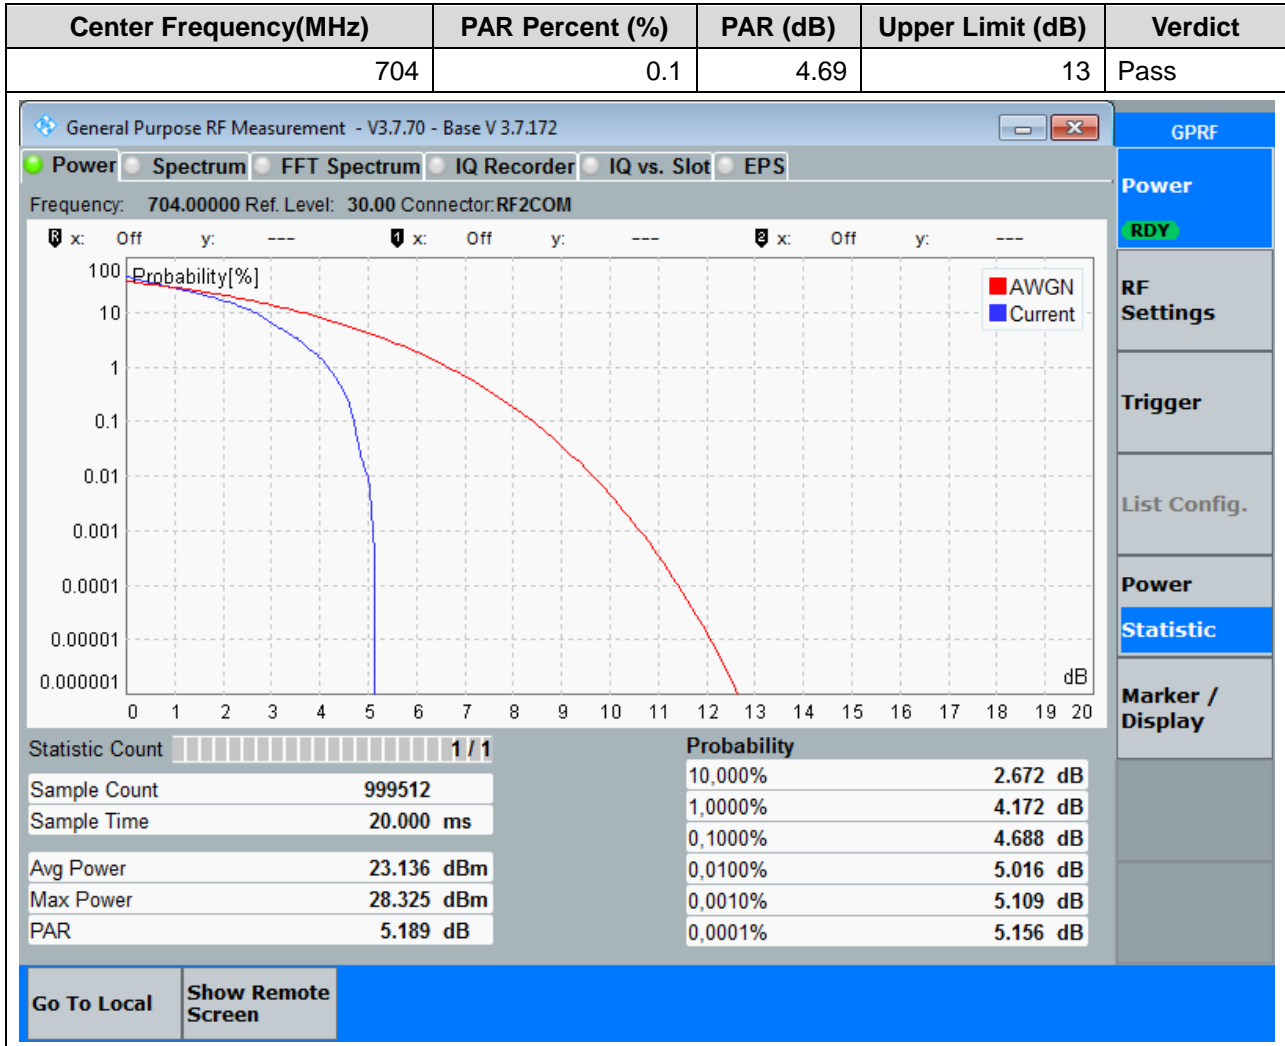 Center Frequency(MHz) PAR Percent (%) PAR (dB) Upper Limit (dB) Verdict
704 0.1 4.69 13 Pass
General Purpose RF Measurement - V3.7.70 - Base V 3.7.172
GPRF
Power Spectrum FFT Spectrum IQ Recorder IQ vs. Slot EPS
Frequency: 704.00000 Ref. Level: 30.00 Connector:RF2COM
R x: Off y: --- 1 x: Off y: --- 2 x: Off y: ---
Probability[%]
AWGN
Current
100
10
1
0.1
0.01
0.001
0.0001
0.00001
0.000001
dB
0 1 2 3 4 5 6 7 8 9 10 11 12 13 14 15 16 17 18 19 20
Statistic Count 1 / 1
Sample Count 999512
Sample Time 20.000 ms
Avg Power 23.136 dBm
Max Power 28.325 dBm
PAR 5.189 dB
Probability
10,000% 2.672 dB
1,0000% 4.172 dB
0,1000% 4.688 dB
0,0100% 5.016 dB
0,0010% 5.109 dB
0,0001% 5.156 dB
Power
RDY
RF
Settings
Trigger
List Config.
Power
Statistic
Marker /
Display
Go To Local
Show Remote
Screen